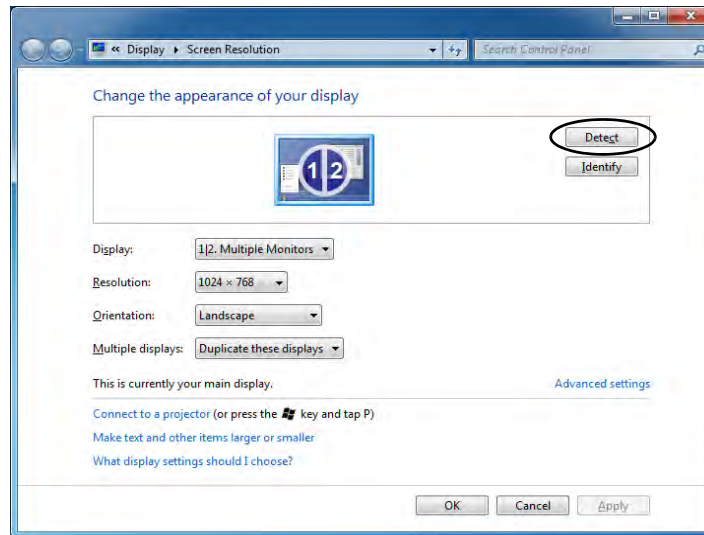 « Display ▸ Screen Resolution
Search Control Panel
Change the appearance of your display
1|2
Detect
Identify
Display: 1|2. Multiple Monitors
Resolution: 1024 × 768
Orientation: Landscape
Multiple displays: Duplicate these displays
This is currently your main display.
Advanced settings
Connect to a projector (or press the key and tap P)
Make text and other items larger or smaller
What display settings should I choose?
OK Cancel Apply